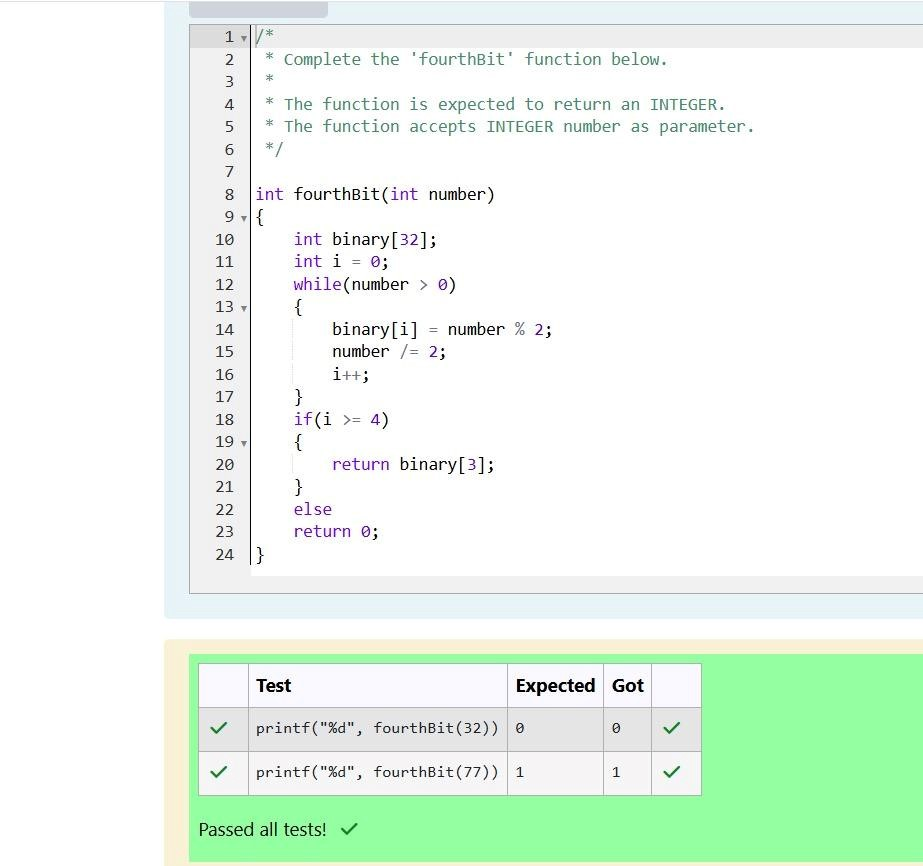 1 /*
2  * Complete the 'fourthBit' function below.
3  *
4  * The function is expected to return an INTEGER.
5  * The function accepts INTEGER number as parameter.
6  */
7
8 int fourthBit(int number)
9 {
10     int binary[32];
11     int i = 0;
12     while(number > 0)
13     {
14         binary[i] = number % 2;
15         number /= 2;
16         i++;
17     }
18     if(i >= 4)
19     {
20         return binary[3];
21     }
22     else
23     return 0;
24 }
Test Expected Got
printf("%d", fourthBit(32)) 0 0
printf("%d", fourthBit(77)) 1 1
Passed all tests!